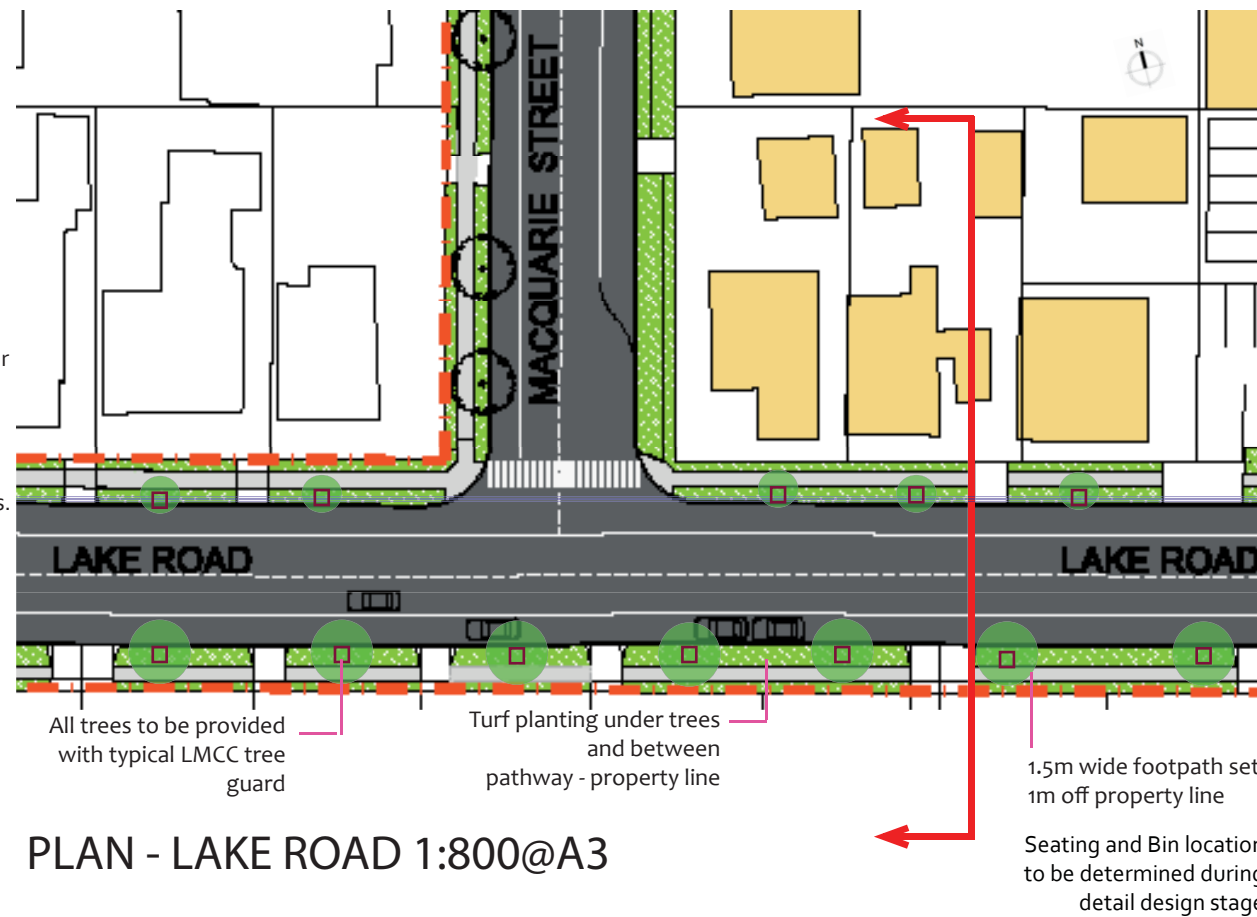 N
MACQUARIE STREET
r
s.
LAKE ROAD
LAKE ROAD
All trees to be provided
with typical LMCC tree
guard
Turf planting under trees
and between
pathway - property line
1.5m wide footpath set
1m off property line
PLAN - LAKE ROAD 1:800@A3
Seating and Bin location
to be determined during
detail design stage